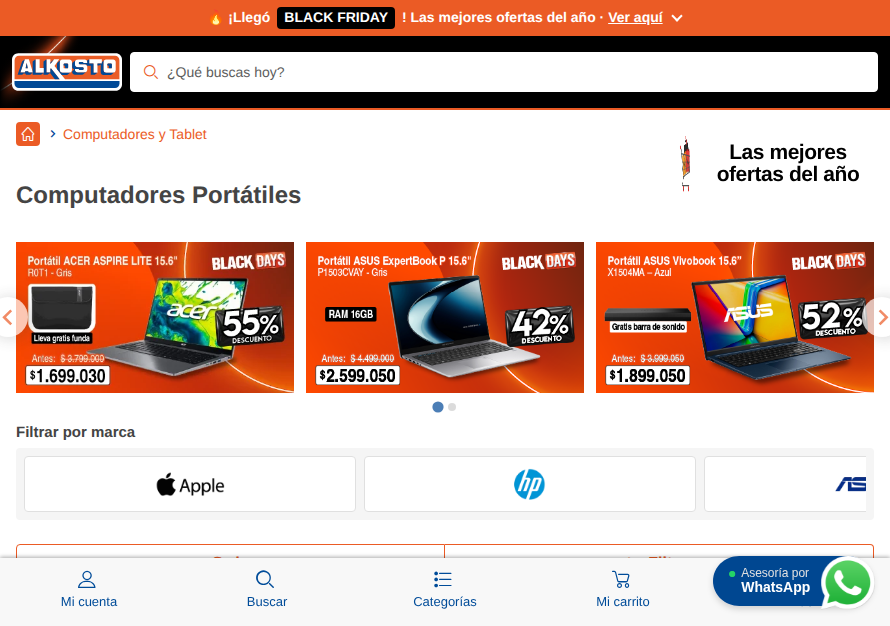 🔥 ¡Llegó BLACK FRIDAY ! Las mejores ofertas del año · Ver aquí
ALKOSTO
¿Qué buscas hoy?
Computadores y Tablet
Las mejores
ofertas del año
Computadores Portátiles
Portátil ACER ASPIRE LITE 15.6"
R0T1 - Gris
BLACK DAYS
acer
Lleva gratis funda
55%
DESCUENTO
Antes: $ 3.799.000
$1.699.030
Portátil ASUS ExpertBook P 15.6"
P1503CVAY - Gris
BLACK DAYS
RAM 16GB
42%
DESCUENTO
Antes: $ 4.499.000
$2.599.050
Portátil ASUS Vivobook 15.6"
X1504MA – Azul
BLACK DAYS
ASUS
Gratis barra de sonido
52%
DESCUENTO
Antes: $ 3.999.050
$1.899.050
Filtrar por marca
Apple
hp
Mi cuenta
Buscar
Categorías
Mi carrito
Asesoría por
WhatsApp